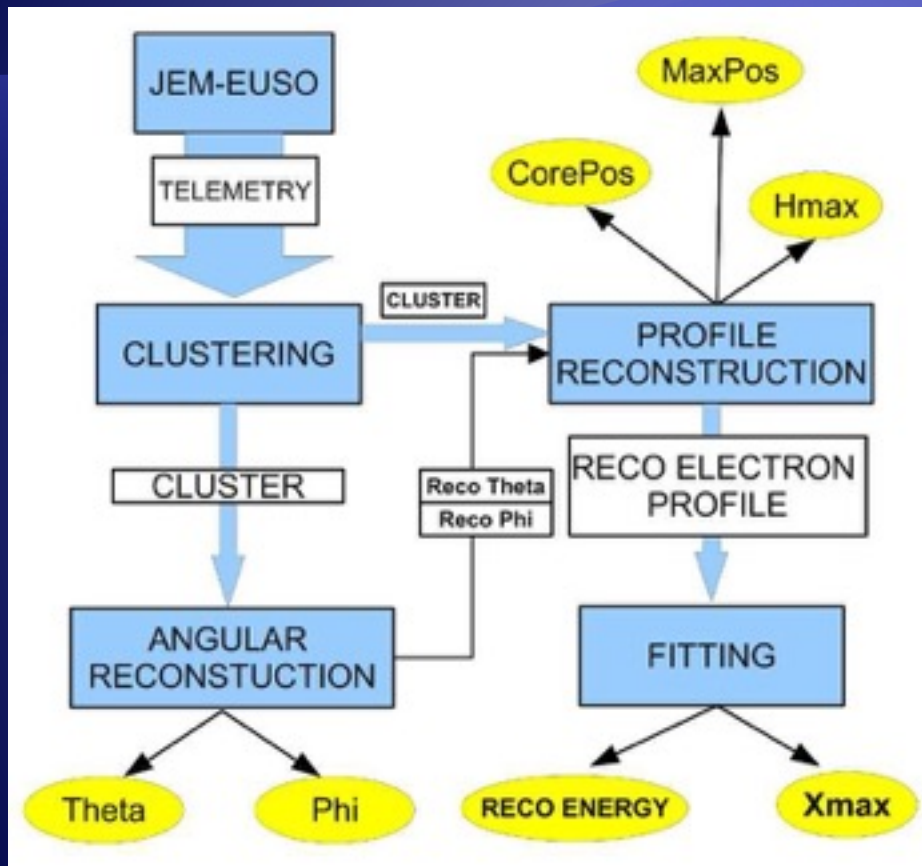 JEM-EUSO
TELEMETRY
CLUSTERING
CLUSTER
CLUSTER
ANGULAR
RECONSTUCTION
Theta
Phi
Reco Theta
Reco Phi
MaxPos
CorePos
Hmax
PROFILE
RECONSTRUCTION
RECO ELECTRON
PROFILE
FITTING
RECO ENERGY
Xmax